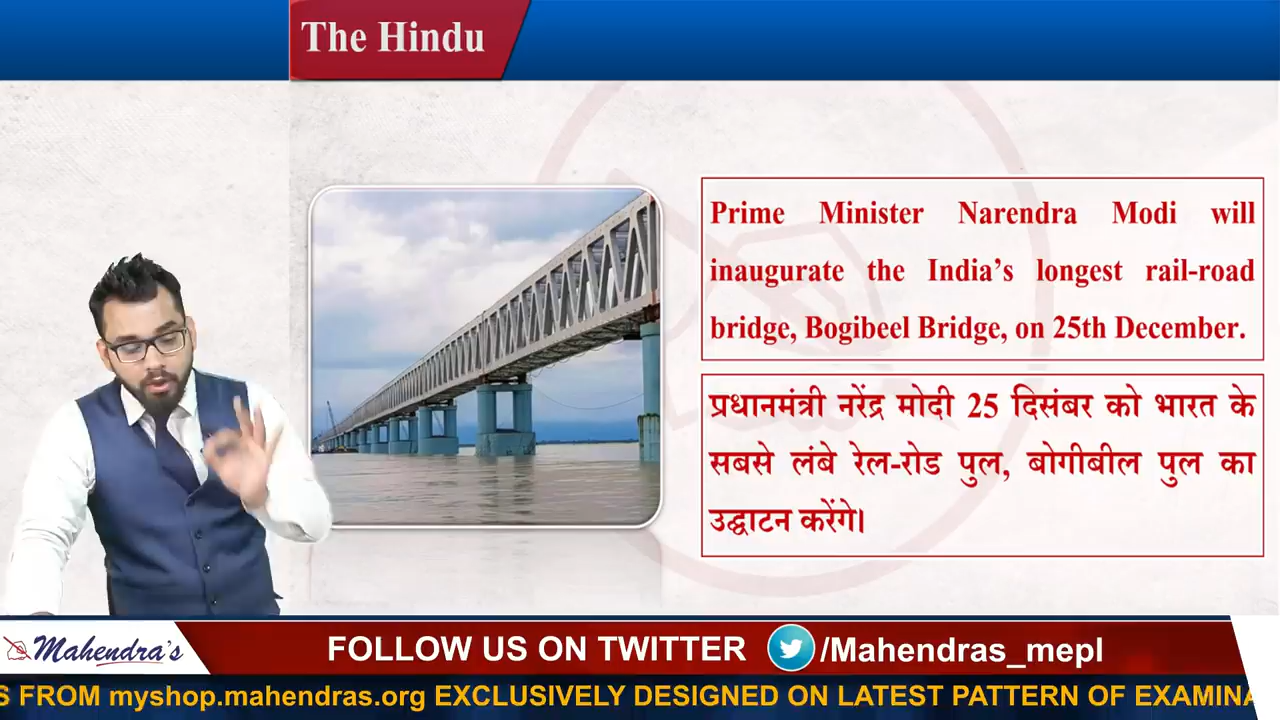 The Hindu
Prime Minister Narendra Modi will
inaugurate the India's longest rail-road
bridge, Bogibeel Bridge, on 25th December.
प्रधानमंत्री नरेंद्र मोदी 25 दिसंबर को भारत के
सबसे लंबे रेल-रोड पुल, बोगीबील पुल का
उद्घाटन करेंगे।
Mahendra's
FOLLOW US ON TWITTER /Mahendras_mepl
S FROM myshop.mahendras.org EXCLUSIVELY DESIGNED ON LATEST PATTERN OF EXAMINA